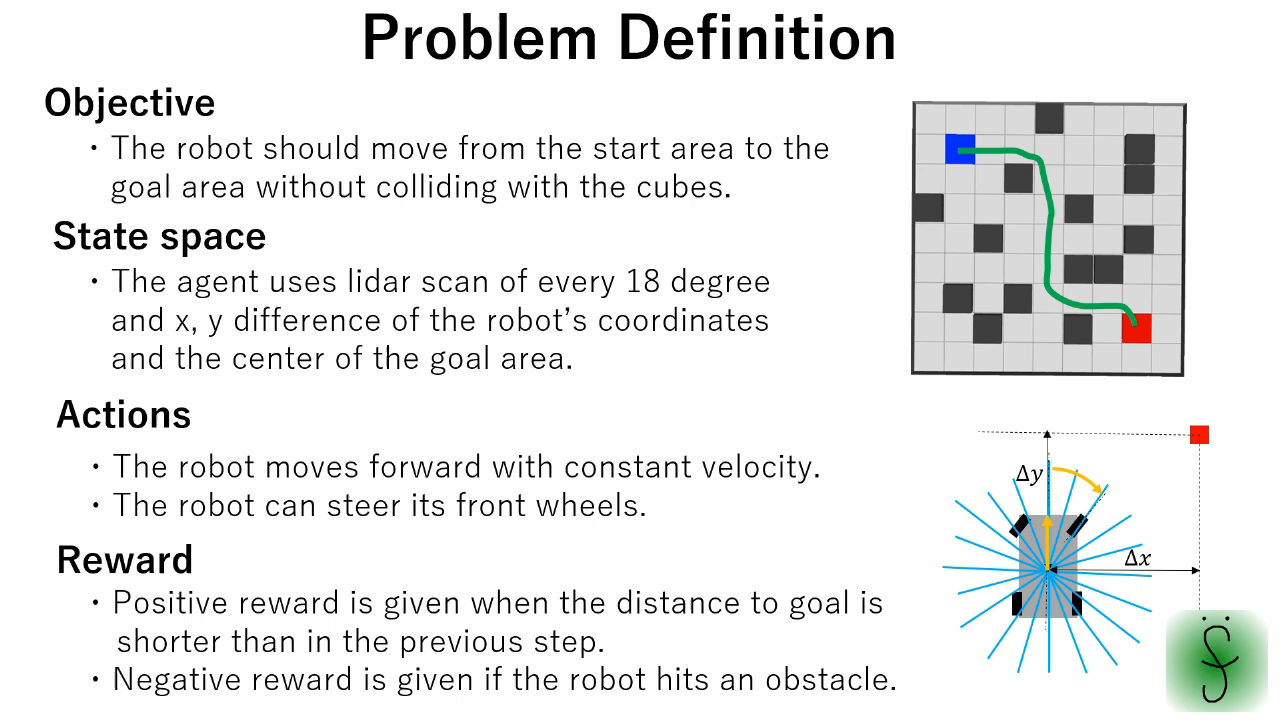 Problem Definition
Objective
・The robot should move from the start area to the
goal area without colliding with the cubes.
State space
・The agent uses lidar scan of every 18 degree
and x, y difference of the robot’s coordinates
and the center of the goal area.
Actions
・The robot moves forward with constant velocity.
・The robot can steer its front wheels.
Reward
・Positive reward is given when the distance to goal is
shorter than in the previous step.
・Negative reward is given if the robot hits an obstacle.
Δy
Δx